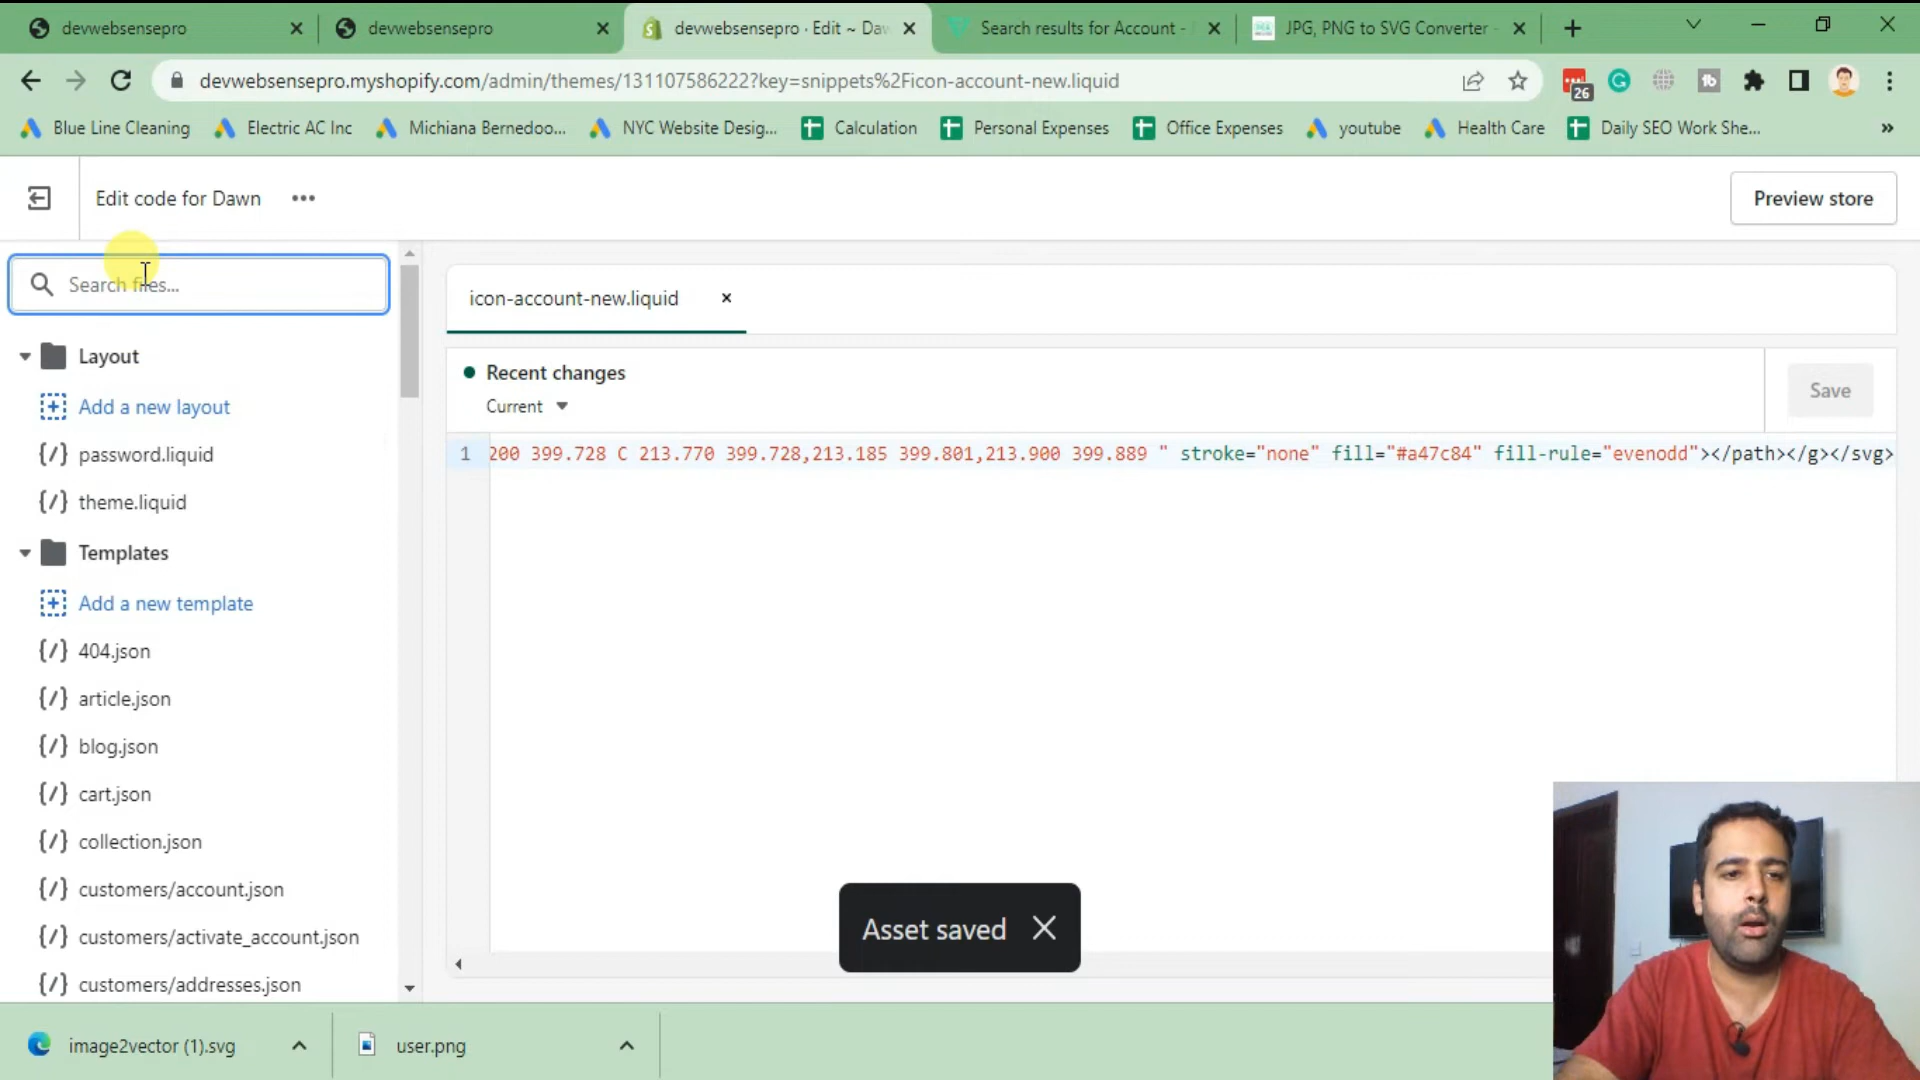 devwebsensepro
devwebsensepro
devwebsensepro · Edit ~ Da
Search results for Account -
JPG, PNG to SVG Converter
devwebsensepro.myshopify.com/admin/themes/131107586222?key=snippets%2Ficon-account-new.liquid
26
Blue Line Cleaning
Electric AC Inc
Michiana Bernedoo...
NYC Website Desig...
Calculation
Personal Expenses
Office Expenses
youtube
Health Care
Daily SEO Work She...
Edit code for Dawn
Preview store
Search files...
icon-account-new.liquid
Layout
Recent changes
Current
Save
Add a new layout
1 200 399.728 C 213.770 399.728,213.185 399.801,213.900 399.889 " stroke="none" fill="#a47c84" fill-rule="evenodd"></path></g></svg>
password.liquid
theme.liquid
Templates
Add a new template
404.json
article.json
blog.json
cart.json
collection.json
customers/account.json
customers/activate_account.json
customers/addresses.json
Asset saved
image2vector (1).svg
user.png